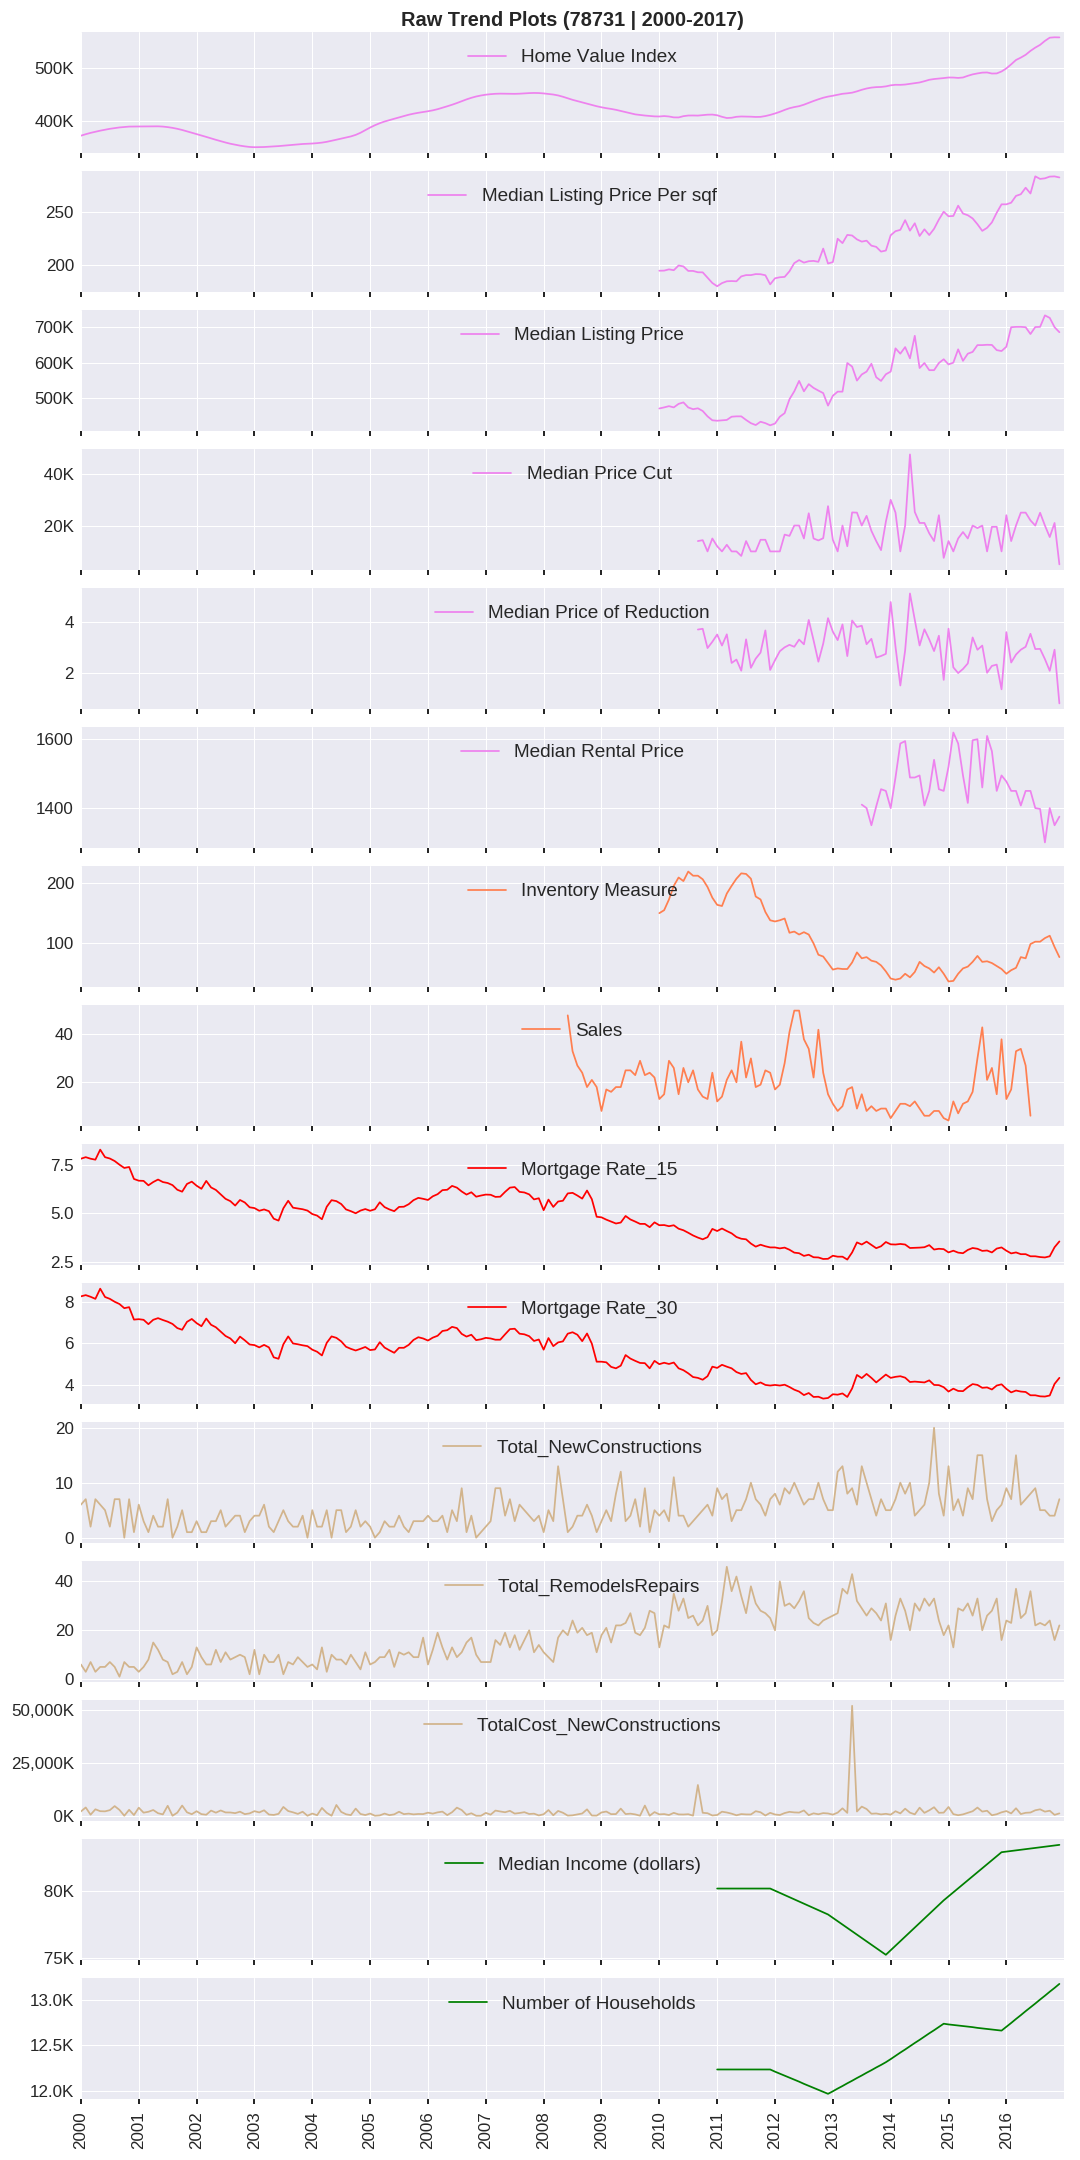 Raw Trend Plots (78731 | 2000-2017)
Home Value Index
500K
400K
Median Listing Price Per sqf
250
200
Median Listing Price
700K
600K
500K
Median Price Cut
40K
20K
Median Price of Reduction
4
2
Median Rental Price
1600
1400
Inventory Measure
200
100
Sales
40
20
Mortgage Rate_15
7.5
5.0
2.5
Mortgage Rate_30
8
6
4
Total_NewConstructions
20
10
0
Total_RemodelsRepairs
40
20
0
TotalCost_NewConstructions
50,000K
25,000K
0K
Median Income (dollars)
80K
75K
Number of Households
13.0K
12.5K
12.0K
2000 2001 2002 2003 2004 2005 2006 2007 2008 2009 2010 2011 2012 2013 2014 2015 2016